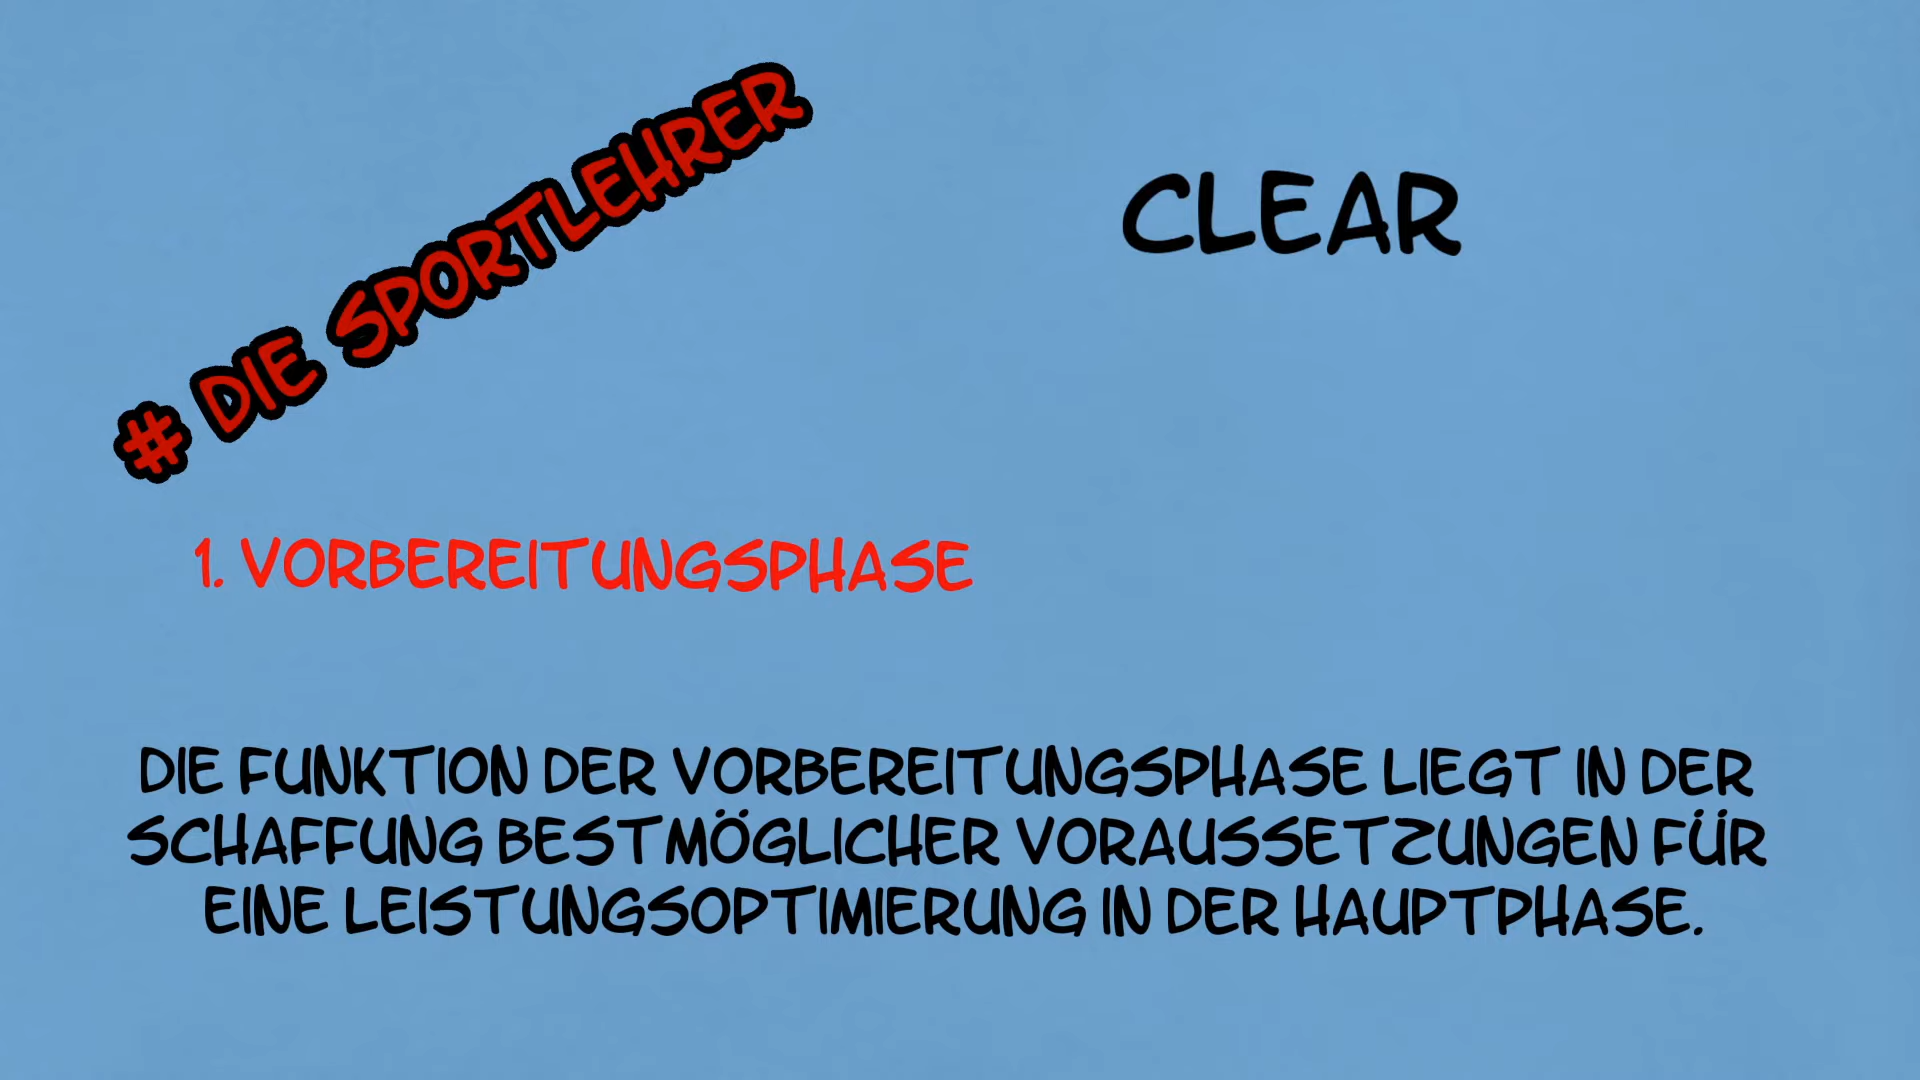 # DIE SPORTLEHRER
CLEAR
1. VORBEREITUNGSPHASE
DIE FUNKTION DER VORBEREITUNGSPHASE LIEGT IN DER
SCHAFFUNG BESTMÖGLICHER VORAUSSETZUNGEN FÜR
EINE LEISTUNGSOPTIMIERUNG IN DER HAUPTPHASE.